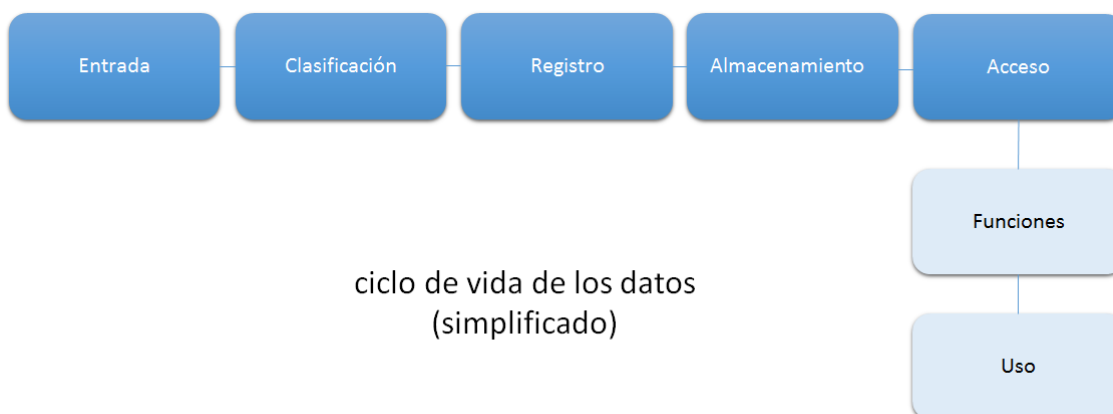 Entrada
Clasificación
Registro
Almacenamiento
Acceso
Funciones
ciclo de vida de los datos
(simplificado)
Uso